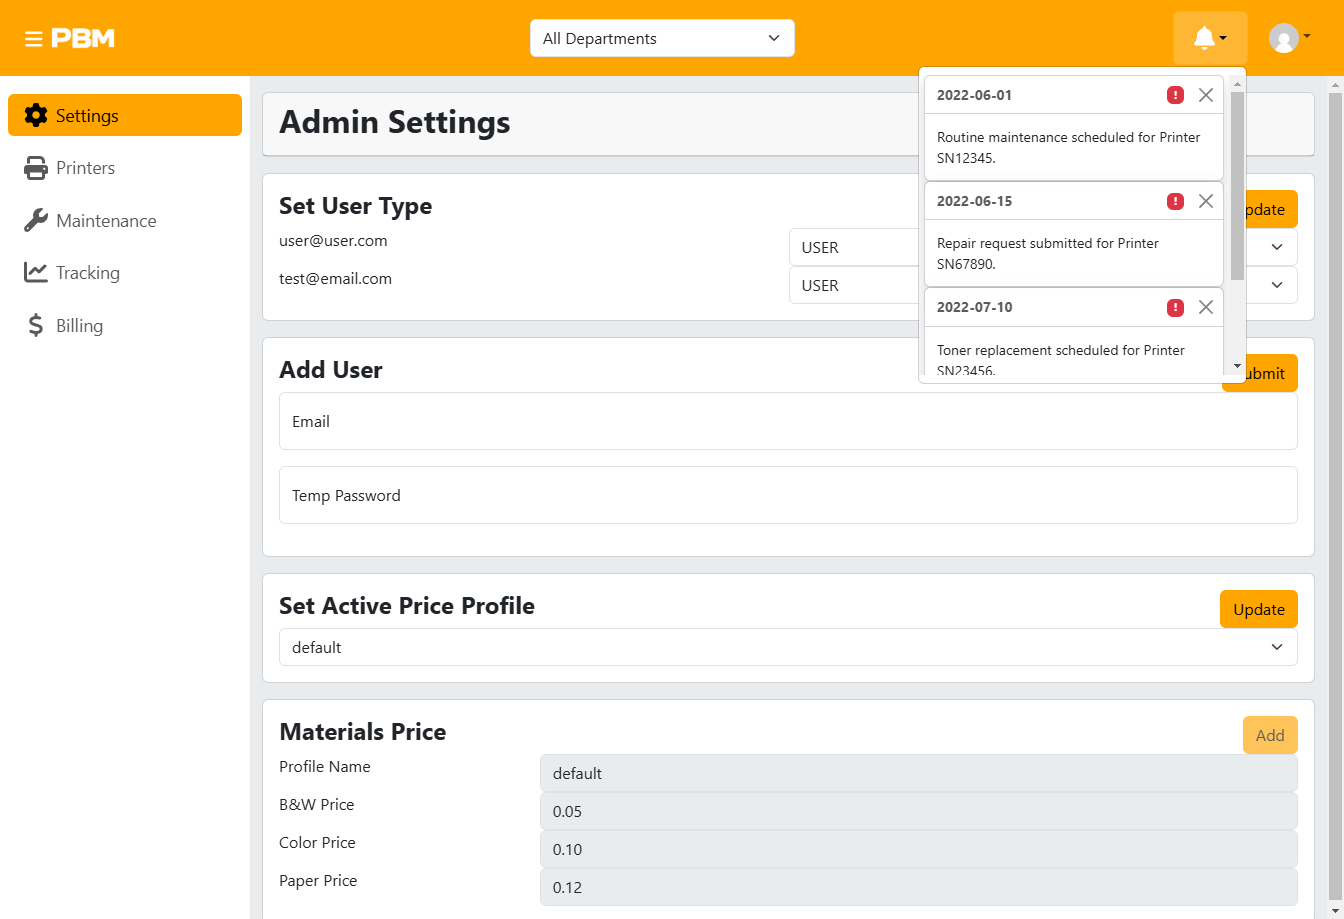 PBM
All Departments
Settings
Printers
Maintenance
Tracking
Billing
Admin Settings
2022-06-01
Routine maintenance scheduled for Printer
SN12345.
2022-06-15
Repair request submitted for Printer
SN67890.
2022-07-10
Toner replacement scheduled for Printer
SN23456.
Set User Type
user@user.com
USER
test@email.com
USER
Add User
Email
Temp Password
Set Active Price Profile
Update
default
Materials Price
Add
Profile Name
default
B&W Price
0.05
Color Price
0.10
Paper Price
0.12